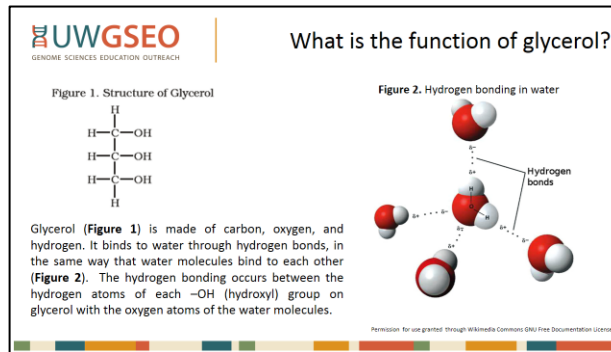 UWGSEO
GENOME SCIENCES EDUCATION OUTREACH
What is the function of glycerol?
Figure 1. Structure of Glycerol
H
H—C—OH
H—C—OH
H—C—OH
H
Glycerol (Figure 1) is made of carbon, oxygen, and
hydrogen. It binds to water through hydrogen bonds, in
the same way that water molecules bind to each other
(Figure 2). The hydrogen bonding occurs between the
hydrogen atoms of each –OH (hydroxyl) group on
glycerol with the oxygen atoms of the water molecules.
Figure 2. Hydrogen bonding in water
δ−
δ+
Hydrogen
bonds
H
O
H
δ+
δ−
δ+
δ−
δ−
δ+
Permission for use granted through Wikimedia Commons GNU Free Documentation License